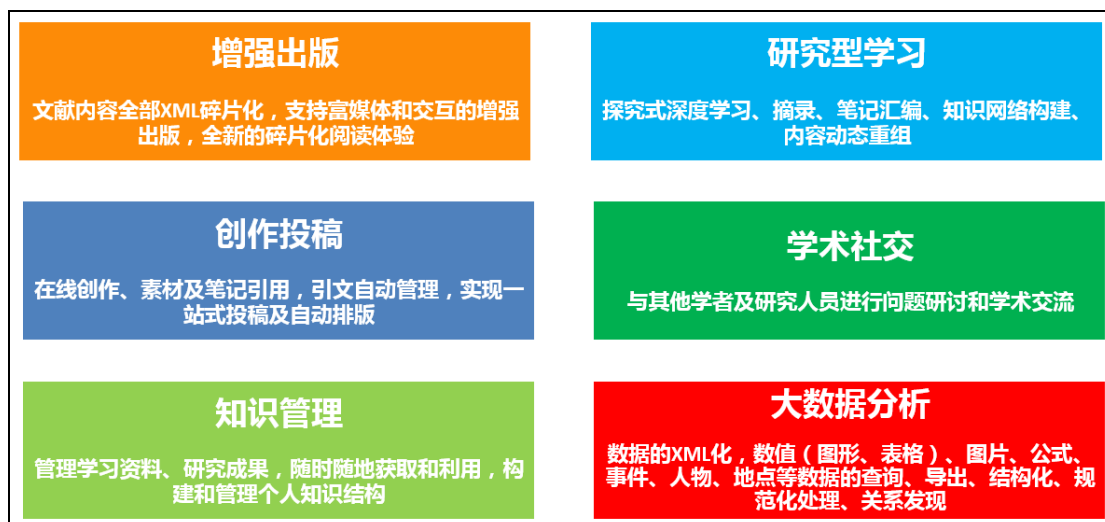 增强出版
文献内容全部XML碎片化，支持富媒体和交互的增强
出版，全新的碎片化阅读体验
研究型学习
探究式深度学习、摘录、笔记汇编、知识网络构建、
内容动态重组
创作投稿
在线创作、素材及笔记引用，引文自动管理，实现一
站式投稿及自动排版
学术社交
与其他学者及研究人员进行问题研讨和学术交流
知识管理
管理学习资料、研究成果，随时随地获取和利用，构
建和管理个人知识结构
大数据分析
数据的XML化，数值（图形、表格）、图片、公式、
事件、人物、地点等数据的查询、导出、结构化、规
范化处理、关系发现